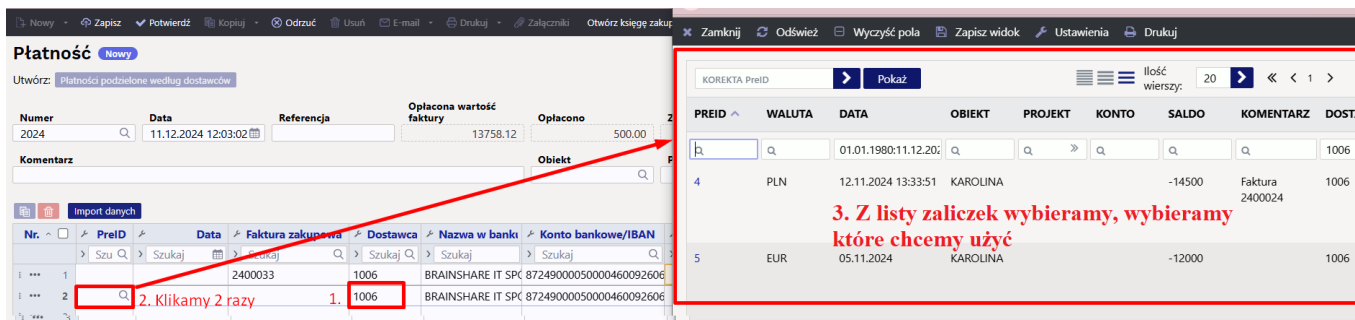 Nowy Zapisz Potwierdź Kopiuj Odrzuć Usuń E-mail Drukuj Załączniki Otwórz księgę zakup
Płatność Nowy
Utwórz: Płatności podzielone według dostawców
Numer Data Referencja Opłacona wartość faktury Opłacono
2024 11.12.2024 12:03:02 13758.12 500.00
Komentarz Obiekt
Import danych
Nr. PreID Data Faktura zakupowa Dostawca Nazwa w banku Konto bankowe/IBAN
Szu Szukaj Szukaj Szukaj Szukaj Szukaj
1 2400033 1006 BRAINSHARE IT SPO 87249000050000460092606
2 2. Klikamy 2 razy 1. 1006 BRAINSHARE IT SPO 87249000050000460092606
Zamknij Odśwież Wyczyść pola Zapisz widok Ustawienia Drukuj
KOREKTA PreID Pokaż Ilość wierszy: 20 1
PREID WALUTA DATA OBIEKT PROJEKT KONTO SALDO KOMENTARZ DOSTA
01.01.1980:11.12.202 1006
4 PLN 12.11.2024 13:33:51 KAROLINA -14500 Faktura 2400024 1006
3. Z listy zaliczek wybieramy, wybieramy
które chcemy użyć
5 EUR 05.11.2024 KAROLINA -12000 1006